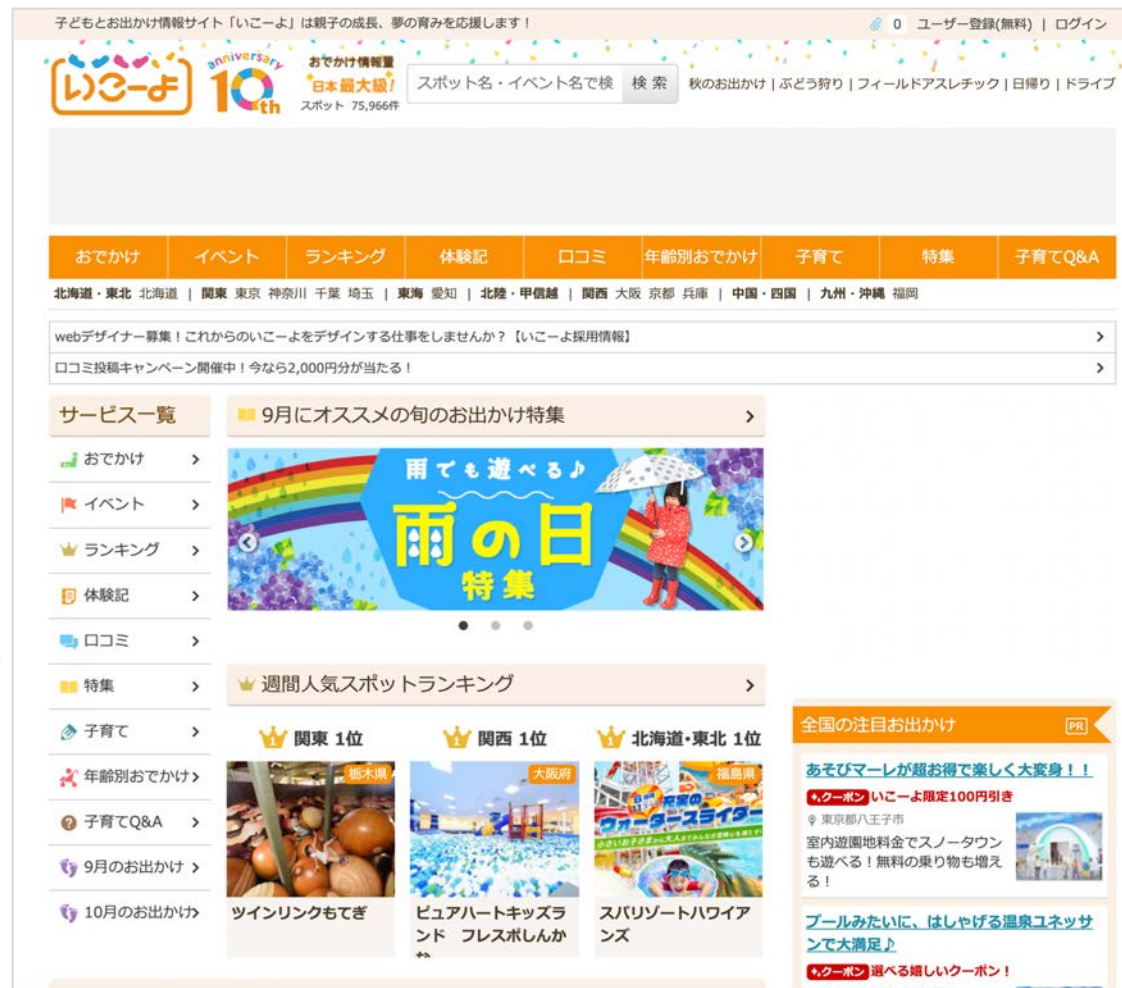 子どもとお出かけ情報サイト「いこーよ」は親子の成長、夢の育みを応援します!
0 ユーザー登録(無料) | ログイン
いこーよ
anniversary
10th
おでかけ情報量
日本最大級!
スポット 75,966件
スポット名・イベント名で検
検 索
秋のお出かけ | ぶどう狩り | フィールドアスレチック | 日帰り | ドライブ
おでかけ イベント ランキング 体験記 口コミ 年齢別おでかけ 子育て 特集 子育てQ&A
北海道・東北 北海道 | 関東 東京 神奈川 千葉 埼玉 | 東海 愛知 | 北陸・甲信越 | 関西 大阪 京都 兵庫 | 中国・四国 | 九州・沖縄 福岡
webデザイナー募集!これからのいこーよをデザインする仕事をしませんか?【いこーよ採用情報】
口コミ投稿キャンペーン開催中!今なら2,000円分が当たる!
サービス一覧
おでかけ
イベント
ランキング
体験記
口コミ
特集
子育て
年齢別おでかけ
子育てQ&A
9月のお出かけ
10月のお出かけ
9月にオススメの旬のお出かけ特集
雨でも遊べる♪
雨の日
特集
週間人気スポットランキング
1 関東 1位
栃木県
ツインリンクもてぎ
1 関西 1位
大阪府
ピュアハートキッズラ
ンド フレスポしんか
1 北海道・東北 1位
福島県
充実の
ウォータースライダー
小さいお子さまから大人まで
スパリゾートハワイア
ンズ
全国の注目お出かけ
PR
あそびマーレが超お得で楽しく大変身!!
クーポン いこーよ限定100円引き
東京都八王子市
室内遊園地料金でスノータウン
も遊べる!無料の乗り物も増え
る!
プールみたいに、はしゃげる温泉ユネッサ
ンで大満足♪
クーポン 選べる嬉しいクーポン!